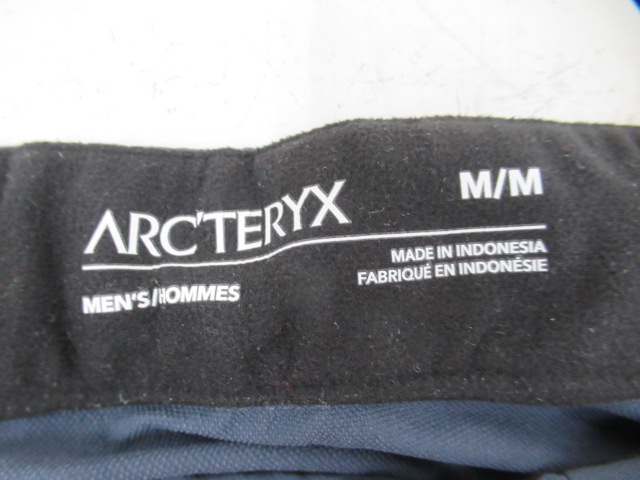 ARC'TERYX
M/M
MEN'S/HOMMES
MADE IN INDONESIA
FABRIQUÉ EN INDONÉSIE